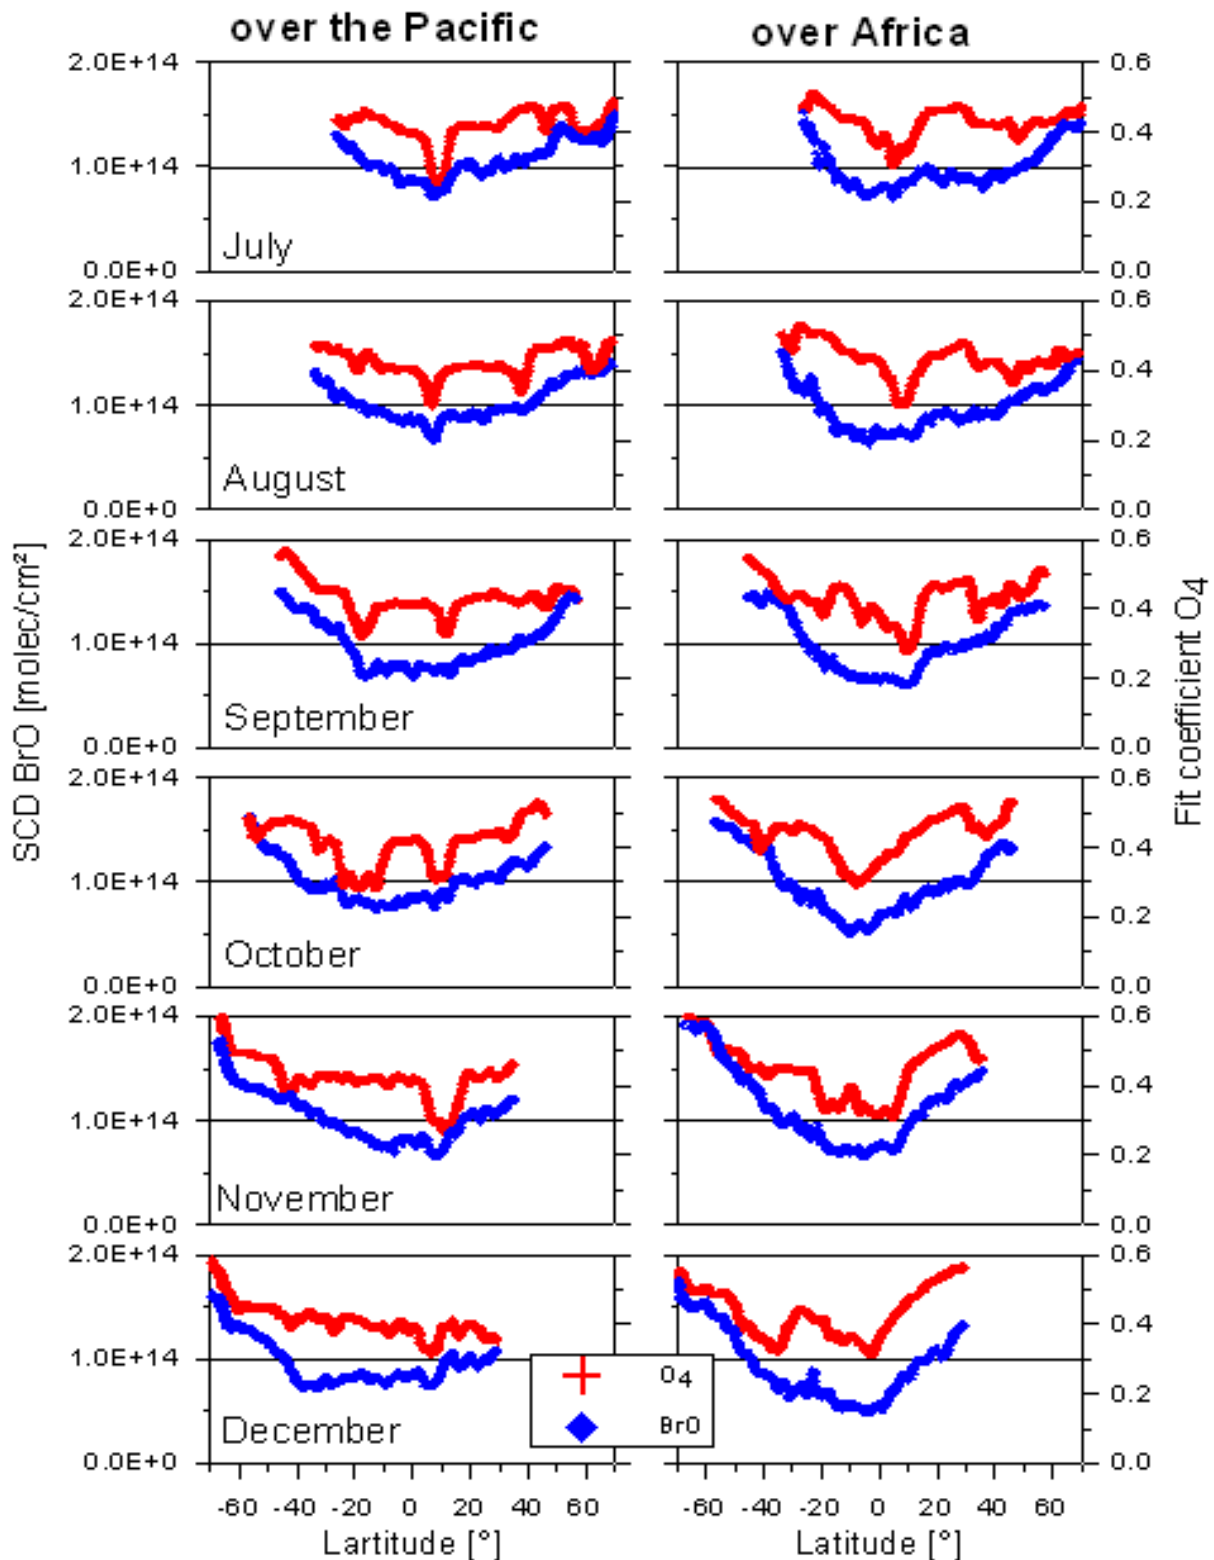 over the Pacific over Africa
2.0E+14 0.6
0.4
1.0E+14
0.2
July
0.0E+0 0.0
2.0E+14 0.6
0.4
1.0E+14
0.2
August
0.0E+0 0.0
2.0E+14 0.6
0.4
1.0E+14
0.2
September
0.0E+0 0.0
SCD BrO [molec/cm²]
Fit coefficient O4
2.0E+14 0.6
0.4
1.0E+14
0.2
October
0.0E+0 0.0
2.0E+14 0.6
0.4
1.0E+14
0.2
November
0.0E+0 0.0
2.0E+14 0.6
0.4
1.0E+14
O4
0.2
BrO
December
0.0E+0 0.0
-60 -40 -20 0 20 40 60 -60 -40 -20 0 20 40 60
Lartitude [°] Latitude [°]